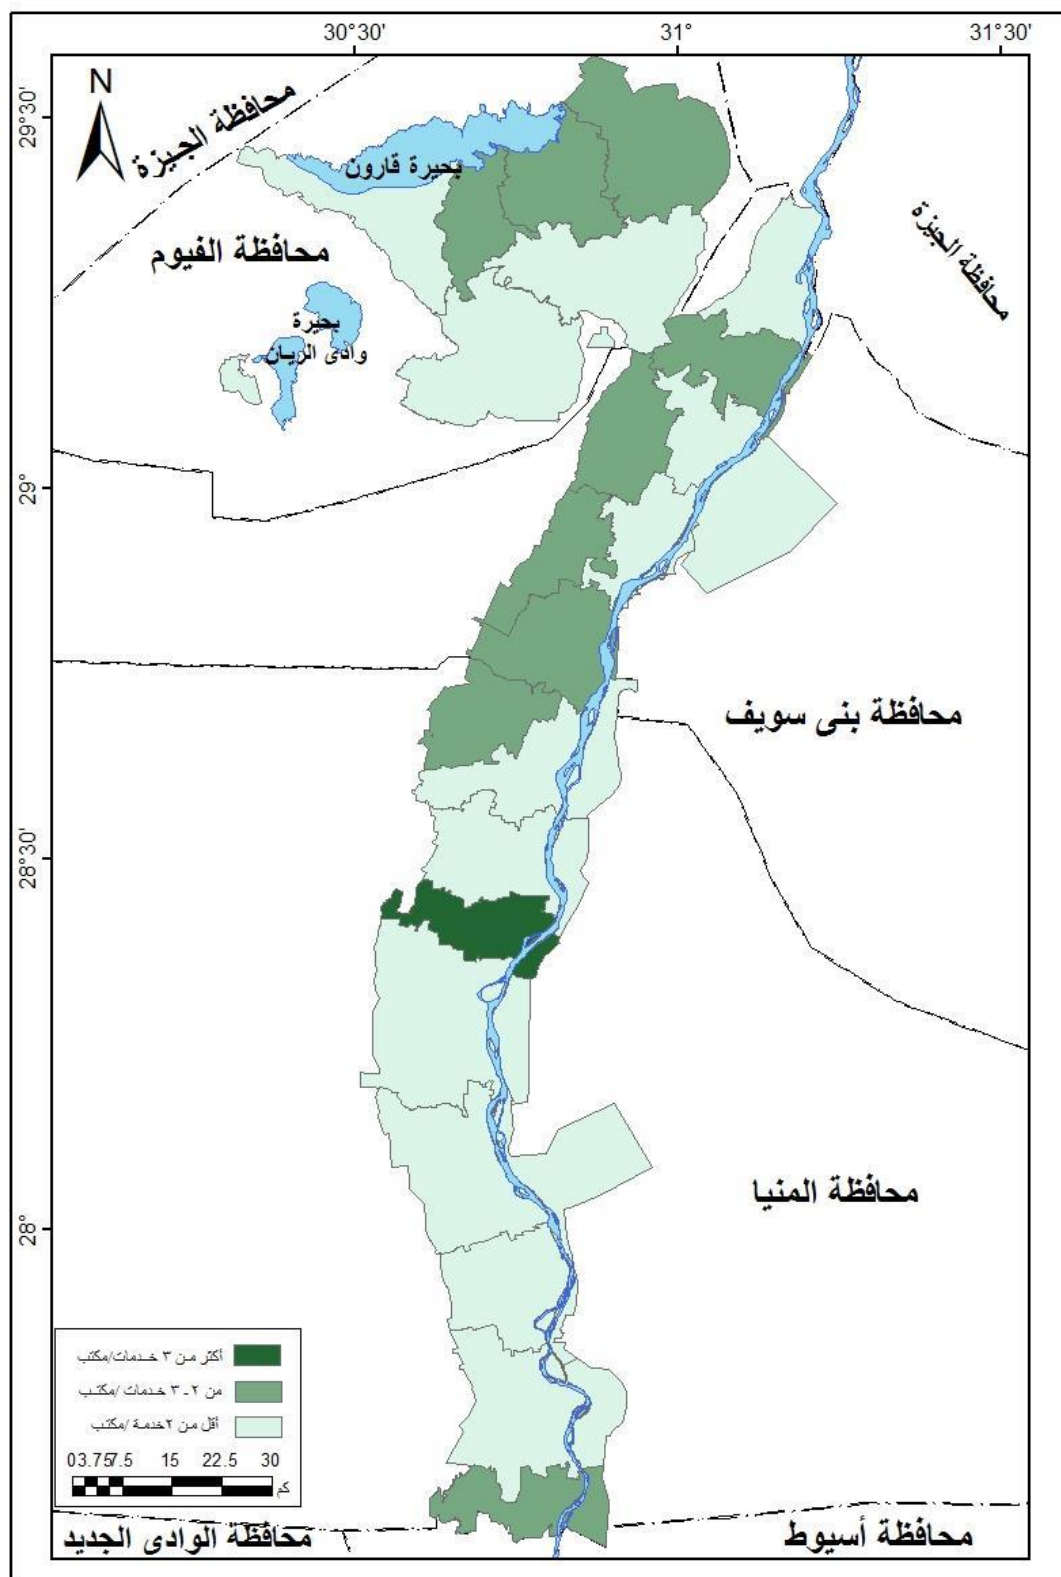 30°30' 31° 31°30'
29°30'
29°
28°30'
28°
N
محافظة الجيزة
بحيرة قارون
محافظة الفيوم
محافظة الجيزة
بحيرة
وادى الريان
محافظة بنى سويف
محافظة المنيا
أكثر من ٣ خدمات/مكتب
من ٢ - ٣ خدمات /مكتب
أقل من ٢خدمة /مكتب
03.757.5 15 22.5 30
كم
محافظة الوادى الجديد
محافظة أسيوط